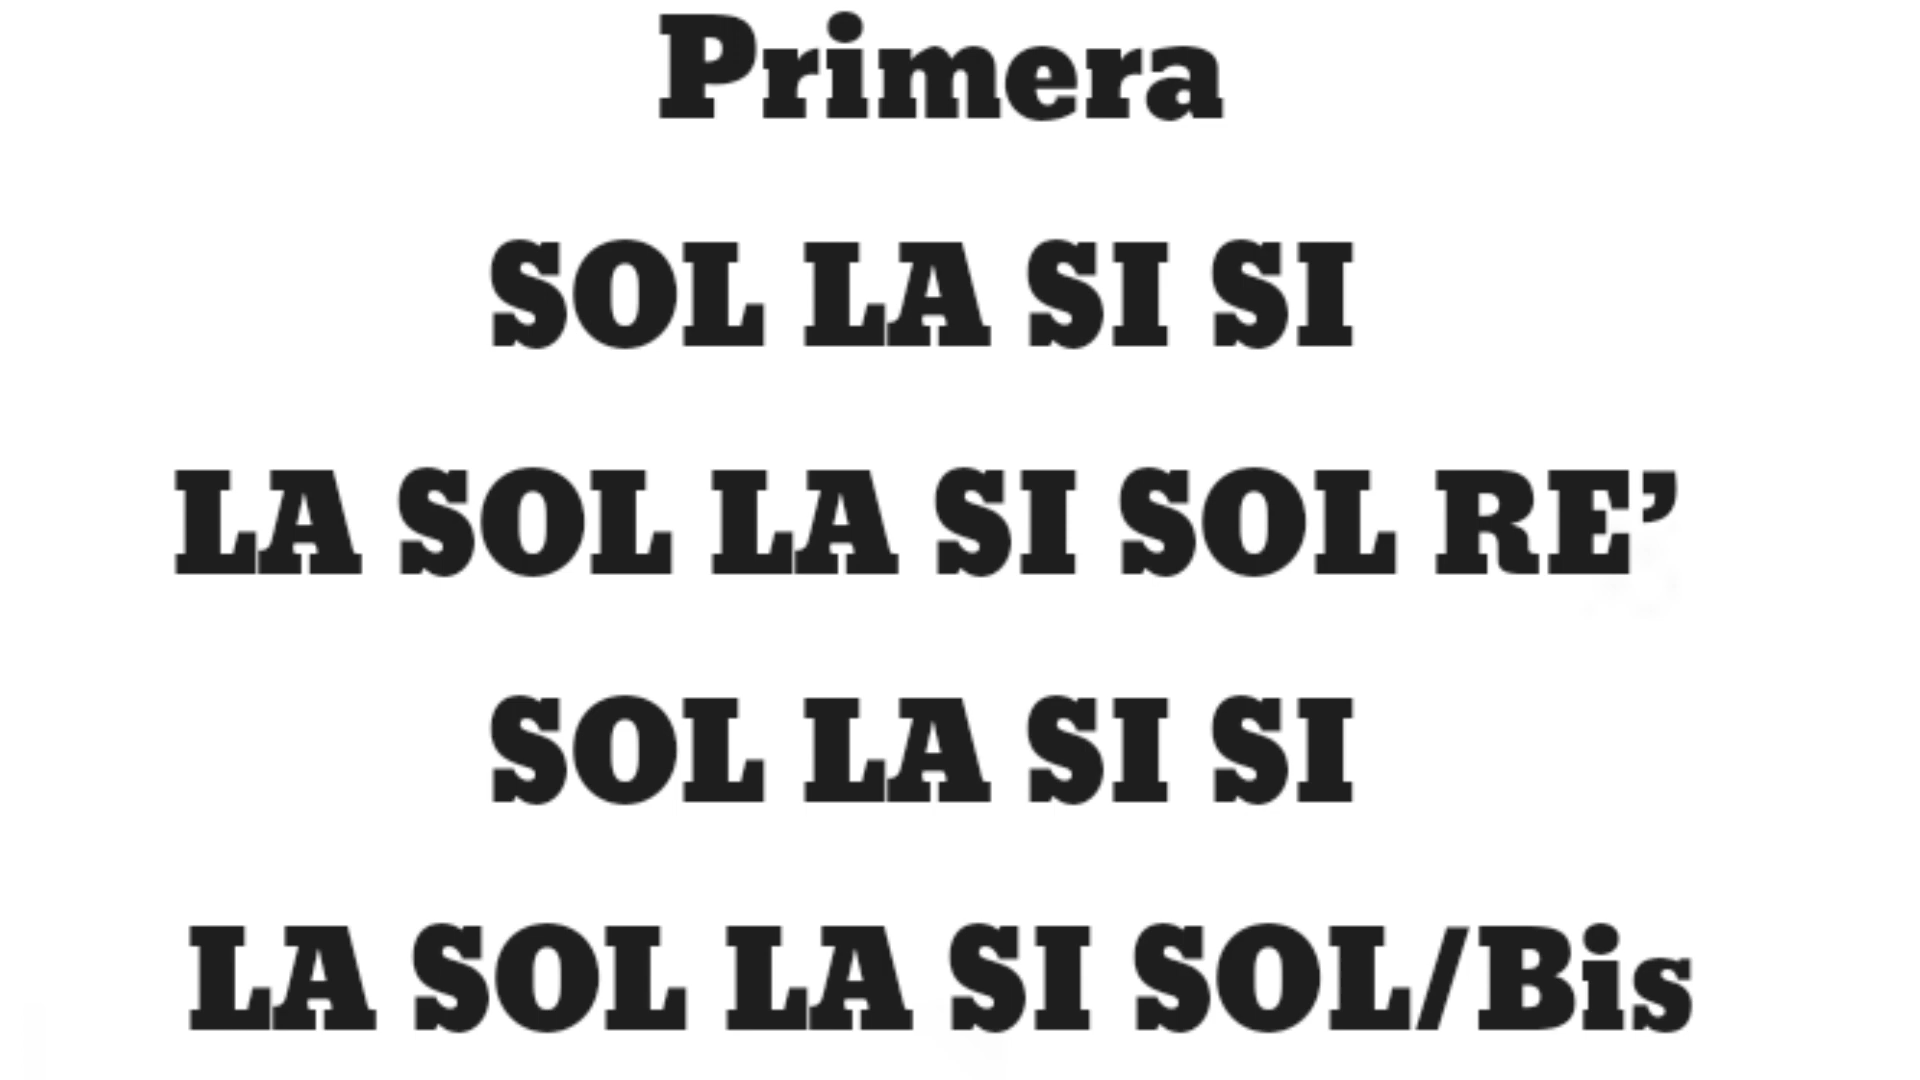 Primera
SOL LA SI SI
LA SOL LA SI SOL RE’
SOL LA SI SI
LA SOL LA SI SOL/Bis